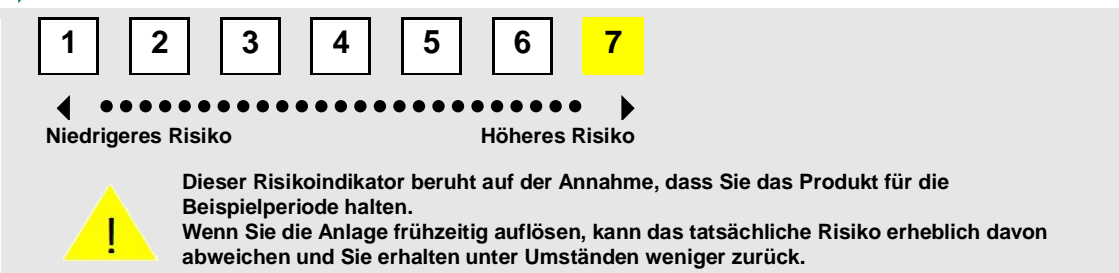 1 2 3 4 5 6 7
Niedrigeres Risiko Höheres Risiko
Dieser Risikoindikator beruht auf der Annahme, dass Sie das Produkt für die
Beispielperiode halten.
! Wenn Sie die Anlage frühzeitig auflösen, kann das tatsächliche Risiko erheblich davon
abweichen und Sie erhalten unter Umständen weniger zurück.